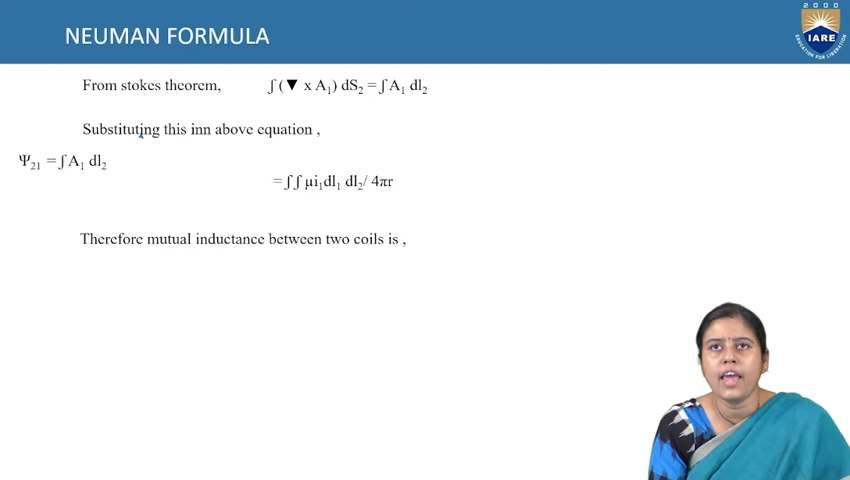 2000
NEUMAN FORMULA
IARE
EDUCATION FOR LIBERATION
From stokes theorem, ∫ (▼ x A₁) dS₂ = ∫ A₁ dl₂
Substituting this inn above equation ,
Ψ₂₁ = ∫ A₁ dl₂
= ∫ ∫ µi₁dl₁ dl₂/ 4πr
Therefore mutual inductance between two coils is ,